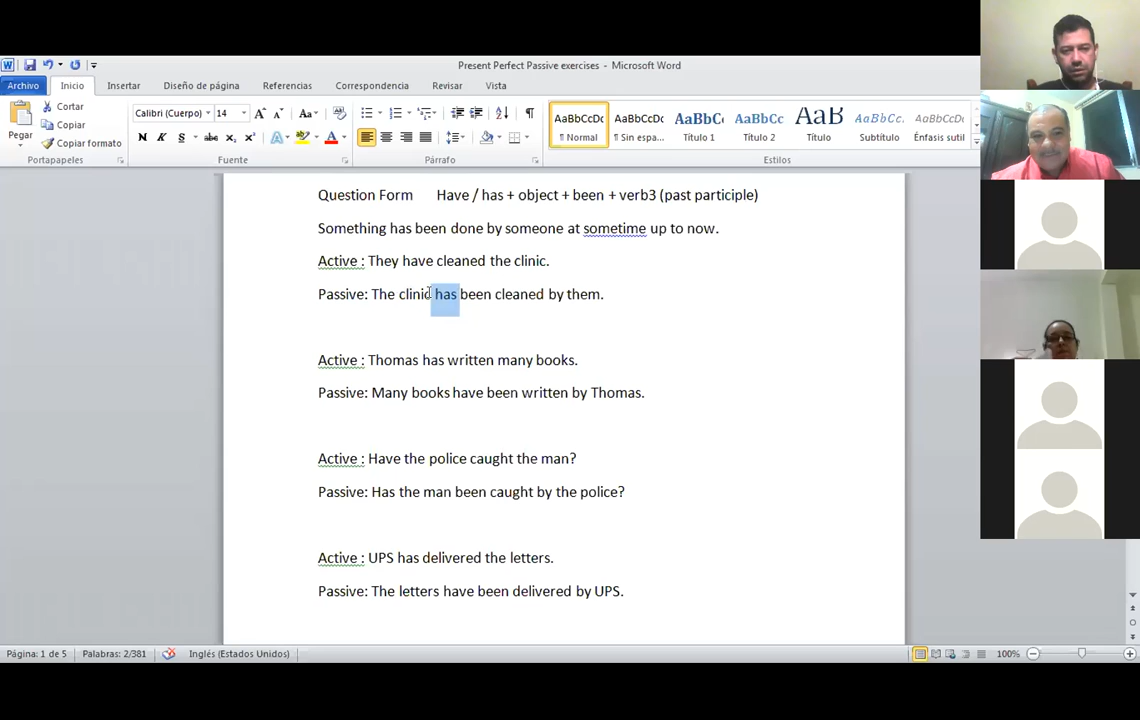 Present Perfect Passive exercises - Microsoft Word
Archivo Inicio Insertar Diseño de página Referencias Correspondencia Revisar Vista
Pegar
Cortar
Copiar
Copiar formato
Portapapeles
Calibri (Cuerpo) 14 Aa
N K S abc x₂ x² A A
Fuente
Párrafo
AaBbCcDc AaBbCcDc AaBbC AaBbCc AaB AaBbCc. AaBbCcDc
¶ Normal ¶ Sin espa... Título 1 Título 2 Título Subtítulo Énfasis sutil
Estilos
Question Form Have / has + object + been + verb3 (past participle)
Something has been done by someone at sometime up to now.
Active : They have cleaned the clinic.
Passive: The clinic has been cleaned by them.
Active : Thomas has written many books.
Passive: Many books have been written by Thomas.
Active : Have the police caught the man?
Passive: Has the man been caught by the police?
Active : UPS has delivered the letters.
Passive: The letters have been delivered by UPS.
Página: 1 de 5 Palabras: 2/381 Inglés (Estados Unidos) 100%